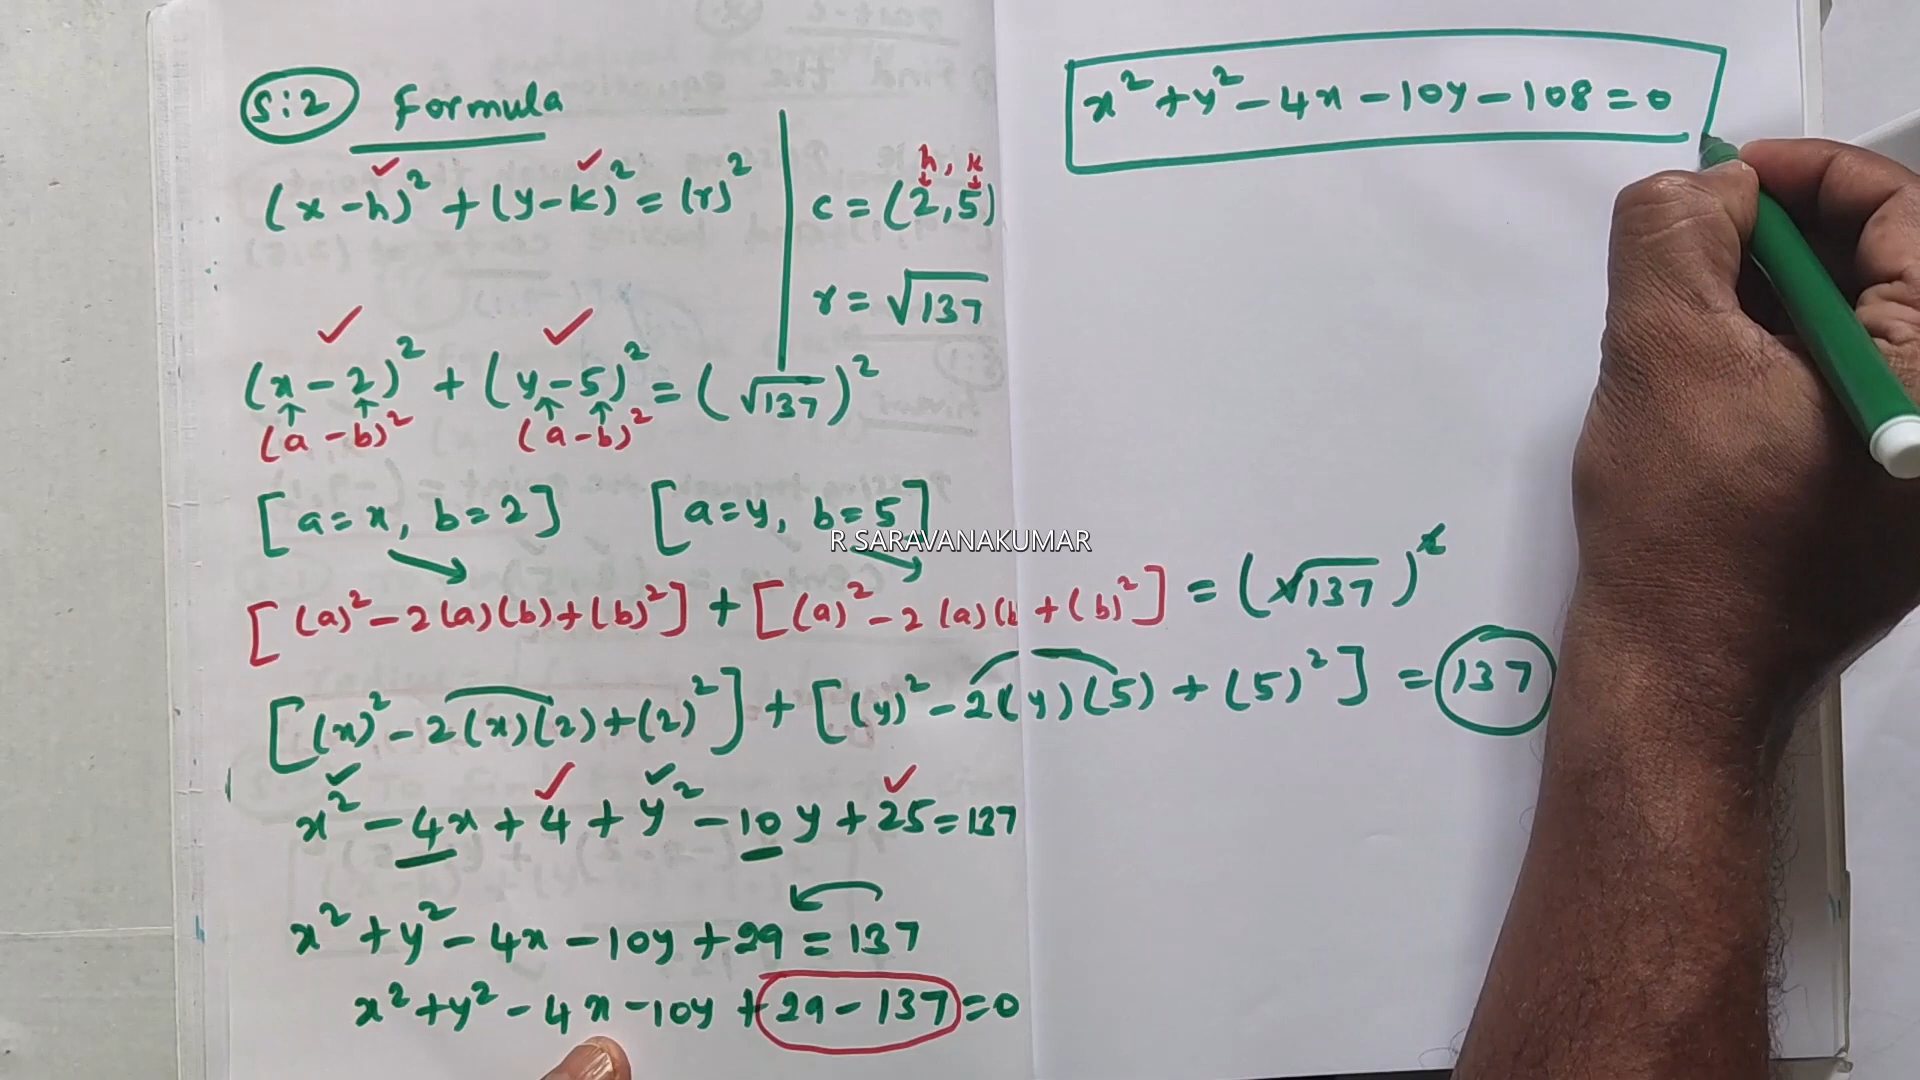 S:2 Formula
(x-h)² + (y-k)² = (r)²
h, k
c = (2,5)
r = √137
(x-2)² + (y-5)² = (√137)²
(a-b)² (a-b)²
[a=x, b=2] [a=y, b=5]
R SARAVANAKUMAR
[(a)²-2(a)(b)+(b)²] + [(a)²-2(a)(b + (b)²] = (√137)²
[(x)²-2(x)(2)+(2)²] + [(y)²-2(y)(5)+(5)²] = 137
x²-4x+4+y²-10y+25=137
x²+y²-4x-10y+29=137
x²+y²-4x-10y+29-137=0
x²+y²-4x-10y-108=0